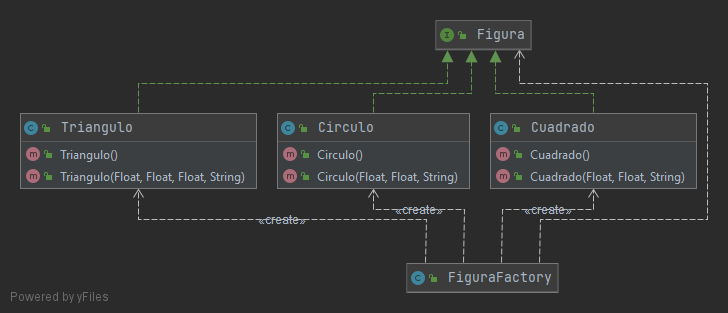 I Figura
C Triangulo
m Triangulo()
m Triangulo(Float, Float, Float, String)
C Circulo
m Circulo()
m Circulo(Float, Float, String)
C Cuadrado
m Cuadrado()
m Cuadrado(Float, Float, String)
«create»
«create»
«create»
C FiguraFactory
Powered by yFiles